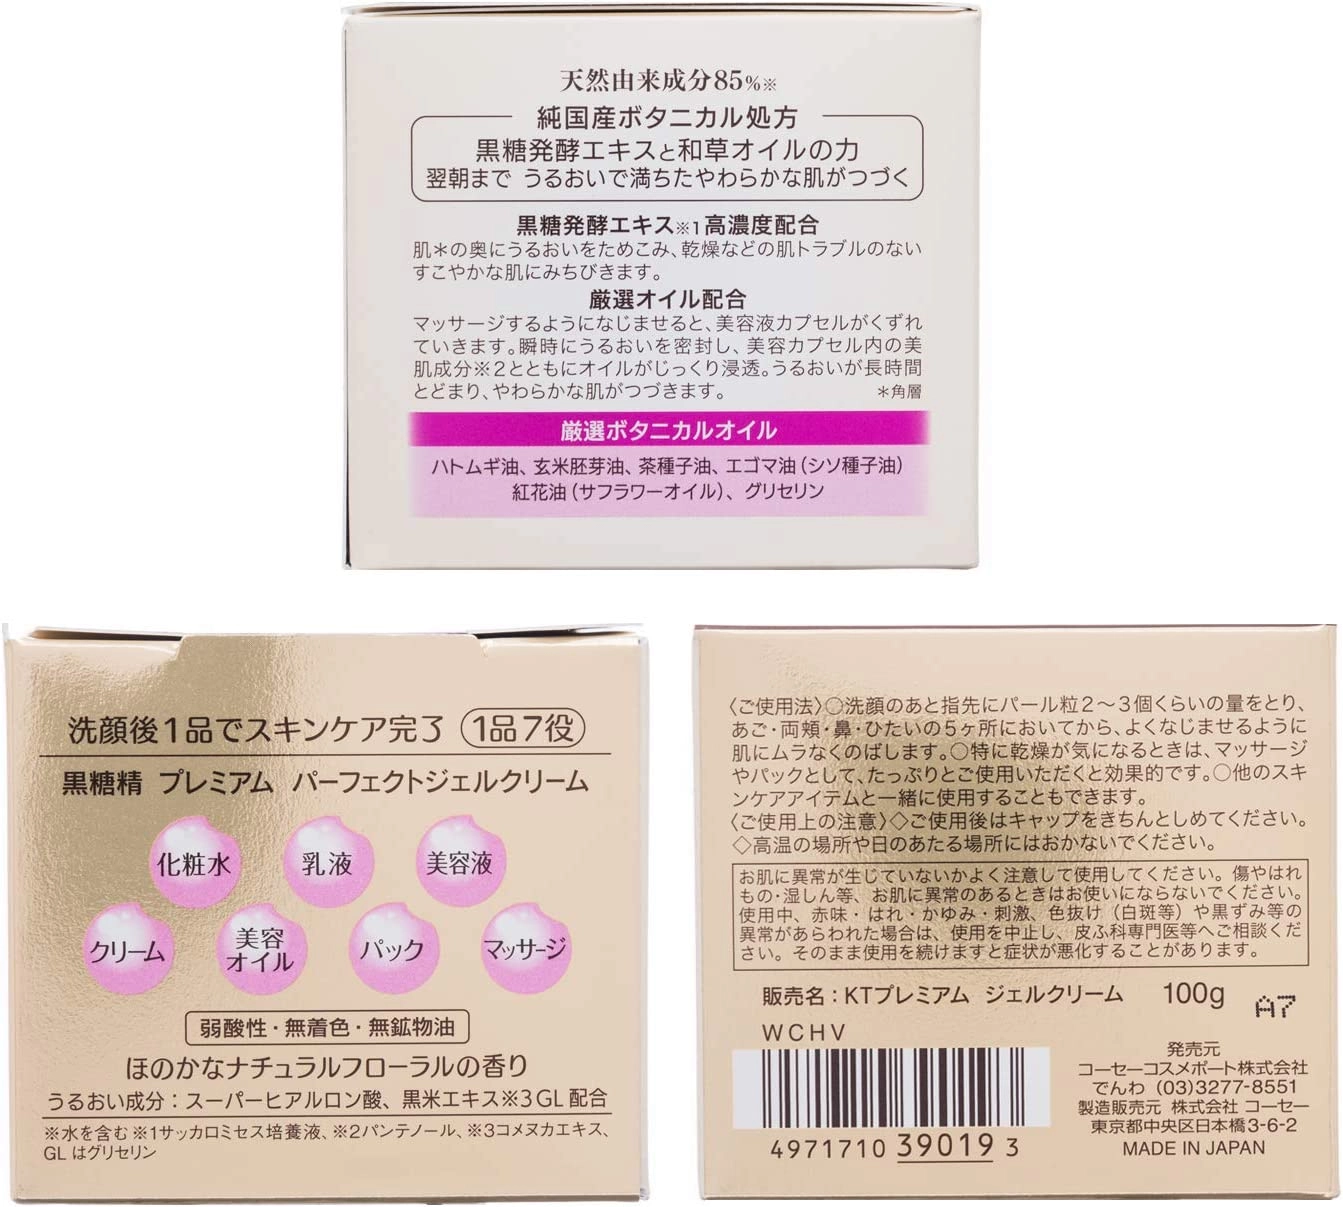 天然由来成分85%※
純国産ボタニカル処方
黒糖発酵エキスと和草オイルの力
翌朝まで うるおいで満ちたやわらかな肌がつづく
黒糖発酵エキス※1高濃度配合
肌＊の奥にうるおいをためこみ、乾燥などの肌トラブルのない
すこやかな肌にみちびきます。
厳選オイル配合
マッサージするようになじませると、美容液カプセルがくずれ
ていきます。瞬時にうるおいを密封し、美容カプセル内の美
肌成分※2とともにオイルがじっくり浸透。うるおいが長時間
とどまり、やわらかな肌がつづきます。 ＊角層
厳選ボタニカルオイル
ハトムギ油、玄米胚芽油、茶種子油、エゴマ油（シソ種子油）
紅花油（サフラワーオイル）、グリセリン
洗顔後1品でスキンケア完了 1品7役
黒糖精 プレミアム パーフェクトジェルクリーム
化粧水 乳液 美容液
クリーム 美容オイル パック マッサージ
弱酸性・無着色・無鉱物油
ほのかなナチュラルフローラルの香り
うるおい成分：スーパーヒアルロン酸、黒米エキス※3GL配合
※水を含む ※1サッカロミセス培養液、※2パンテノール、※3コメヌカエキス、
GLはグリセリン
〈ご使用法〉○洗顔のあと指先にパール粒2～3個くらいの量をとり、
あご・両頬・鼻・ひたいの5ヶ所においてから、よくなじませるように
肌にムラなくのばします。○特に乾燥が気になるときは、マッサージ
やパックとして、たっぷりとご使用いただくと効果的です。○他のスキ
ンケアアイテムと一緒に使用することもできます。
〈ご使用上の注意〉◇ご使用後はキャップをきちんとしめてください。
◇高温の場所や日のあたる場所にはおかないでください。
お肌に異常が生じていないかよく注意して使用してください。傷やはれ
もの・湿しん等、お肌に異常のあるときはお使いにならないでください。
使用中、赤味・はれ・かゆみ・刺激、色抜け（白斑等）や黒ずみ等の
異常があらわれた場合は、使用を中止し、皮ふ科専門医等へご相談くだ
さい。そのまま使用を続けますと症状が悪化することがあります。
販売名：KTプレミアム ジェルクリーム 100g A7
WCHV
4971710 39019 3
発売元
コーセーコスメポート株式会社
でんわ (03)3277-8551
製造販売元 株式会社 コーセー
東京都中央区日本橋3-6-2
MADE IN JAPAN